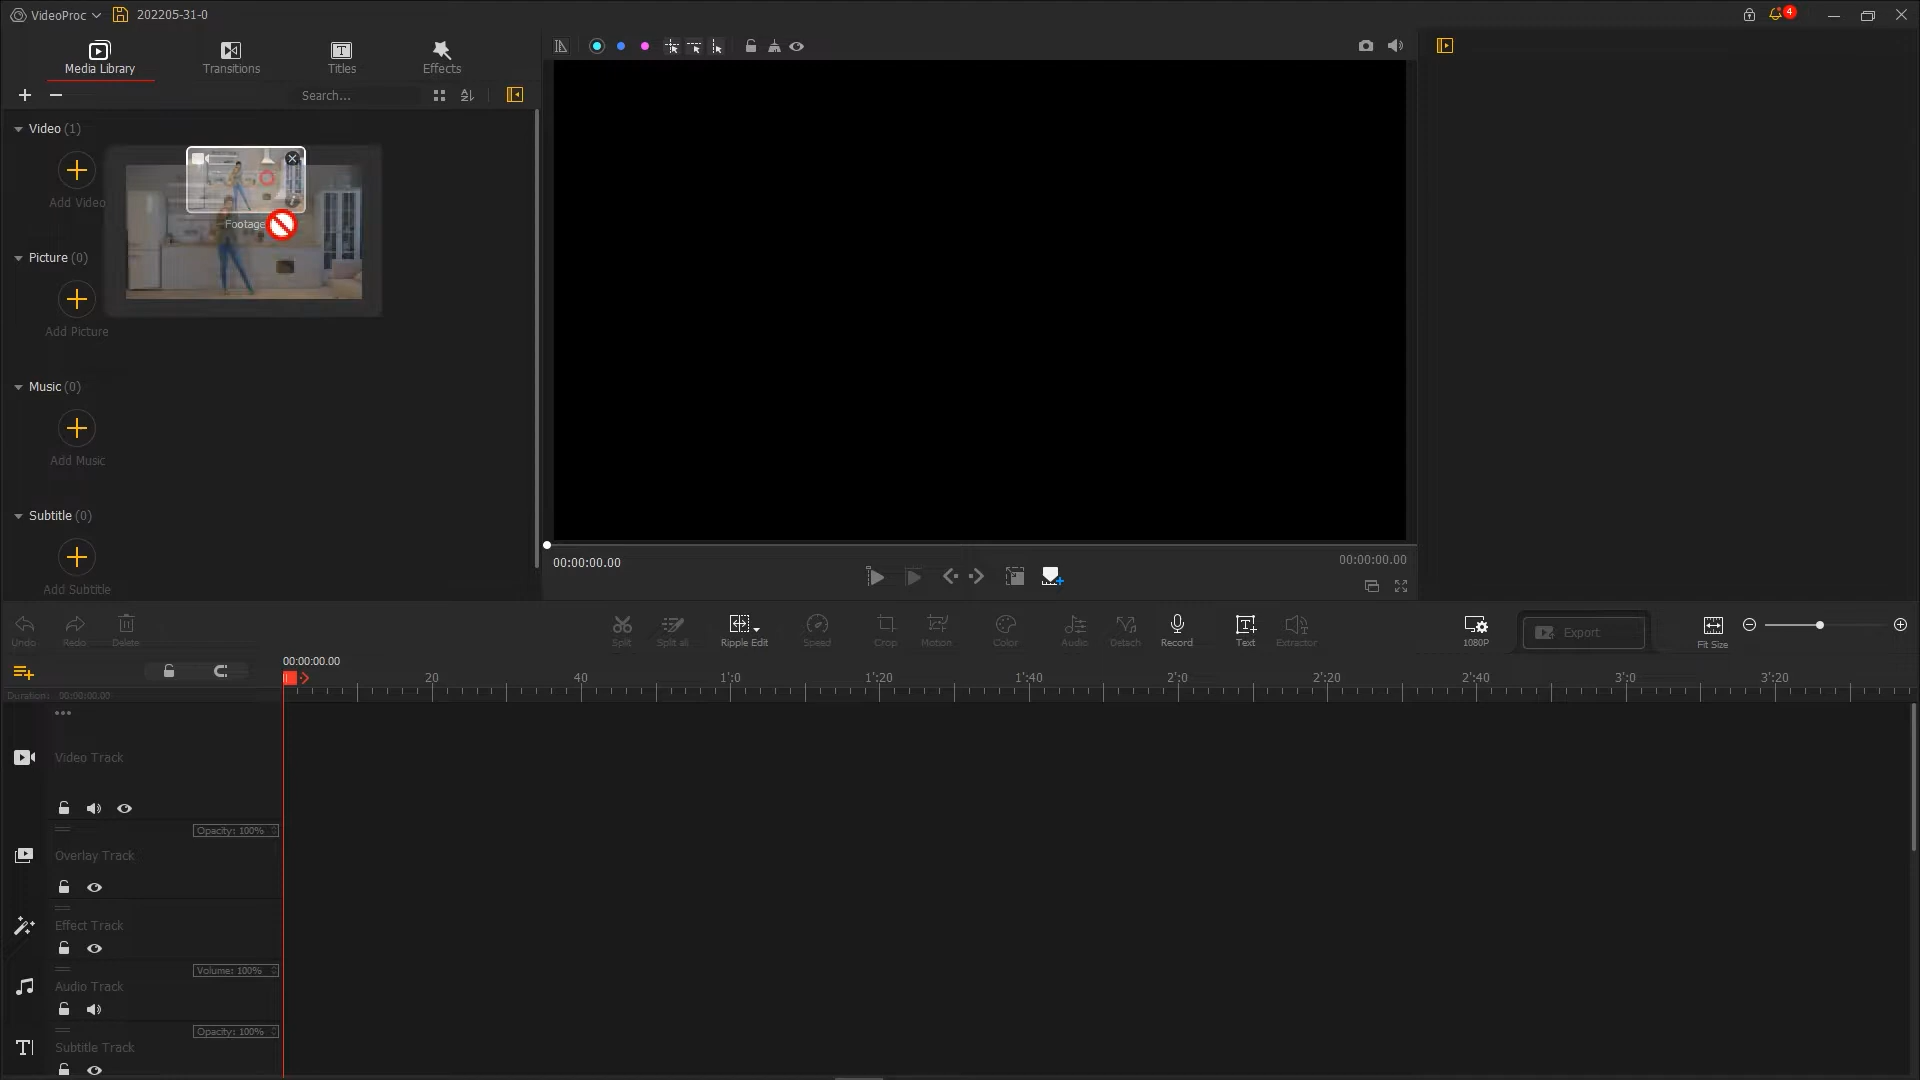 VideoProc
202205-31-0
4
Media Library
Transitions
Titles
Effects
Search...
Video (1)
Add Video
Footage
Picture (0)
Add Picture
Music (0)
Add Music
Subtitle (0)
Add Subtitle
00:00:00.00
00:00:00.00
Undo
Redo
Delete
Split
Split all
Ripple Edit
Speed
Crop
Motion
Color
Audio
Detach
Record
Text
Extractor
1080P
Export
Fit Size
00:00:00.00
20
40
1':0
1':20
1':40
2':0
2':20
2':40
3':0
3':20
Duration: 00:00:00.00
Video Track
Opacity: 100%
Overlay Track
Effect Track
Volume: 100%
Audio Track
Opacity: 100%
Subtitle Track